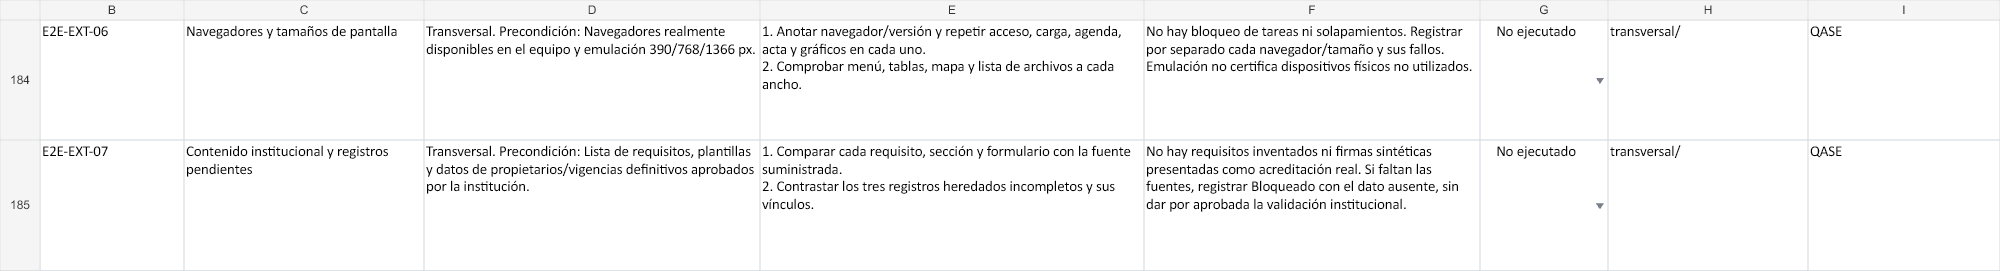 B C D E F G H I
184
E2E-EXT-06
Navegadores y tamaños de pantalla
Transversal. Precondición: Navegadores realmente
disponibles en el equipo y emulación 390/768/1366 px.
1. Anotar navegador/versión y repetir acceso, carga, agenda,
acta y gráficos en cada uno.
2. Comprobar menú, tablas, mapa y lista de archivos a cada
ancho.
No hay bloqueo de tareas ni solapamientos. Registrar
por separado cada navegador/tamaño y sus fallos.
Emulación no certifica dispositivos físicos no utilizados.
No ejecutado
transversal/
QASE
185
E2E-EXT-07
Contenido institucional y registros
pendientes
Transversal. Precondición: Lista de requisitos, plantillas
y datos de propietarios/vigencias definitivos aprobados
por la institución.
1. Comparar cada requisito, sección y formulario con la fuente
suministrada.
2. Contrastar los tres registros heredados incompletos y sus
vínculos.
No hay requisitos inventados ni firmas sintéticas
presentadas como acreditación real. Si faltan las
fuentes, registrar Bloqueado con el dato ausente, sin
dar por aprobada la validación institucional.
No ejecutado
transversal/
QASE